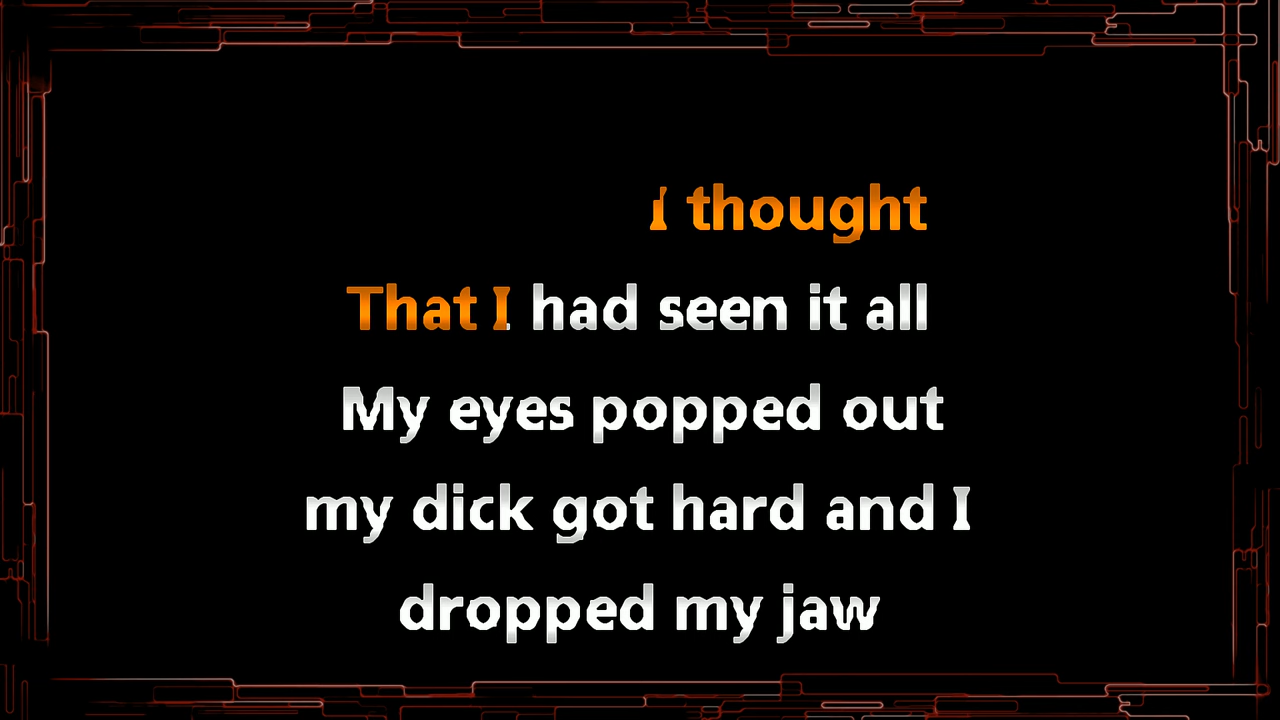 I thought
That I had seen it all
My eyes popped out
my dick got hard and I
dropped my jaw